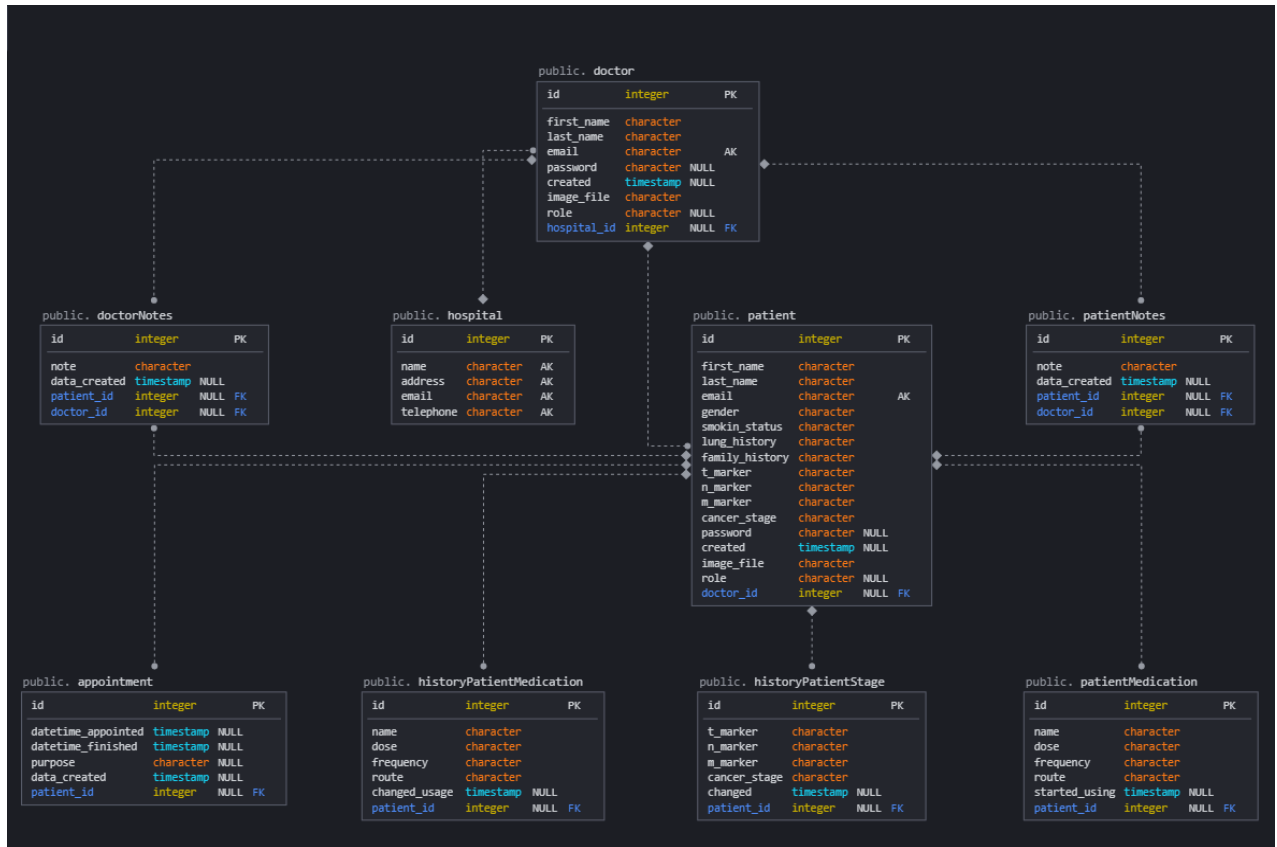 public. doctor
id integer PK
first_name character
last_name character
email character AK
password character NULL
created timestamp NULL
image_file character
role character NULL
hospital_id integer NULL FK
public. doctorNotes
id integer PK
note character
data_created timestamp NULL
patient_id integer NULL FK
doctor_id integer NULL FK
public. hospital
id integer PK
name character AK
address character AK
email character AK
telephone character AK
public. patient
id integer PK
first_name character
last_name character
email character AK
gender character
smokin_status character
lung_history character
family_history character
t_marker character
n_marker character
m_marker character
cancer_stage character
password character NULL
created timestamp NULL
image_file character
role character NULL
doctor_id integer NULL FK
public. patientNotes
id integer PK
note character
data_created timestamp NULL
patient_id integer NULL FK
doctor_id integer NULL FK
public. appointment
id integer PK
datetime_appointed timestamp NULL
datetime_finished timestamp NULL
purpose character NULL
data_created timestamp NULL
patient_id integer NULL FK
public. historyPatientMedication
id integer PK
name character
dose character
frequency character
route character
changed_usage timestamp NULL
patient_id integer NULL FK
public. historyPatientStage
id integer PK
t_marker character
n_marker character
m_marker character
cancer_stage character
changed timestamp NULL
patient_id integer NULL FK
public. patientMedication
id integer PK
name character
dose character
frequency character
route character
started_using timestamp NULL
patient_id integer NULL FK